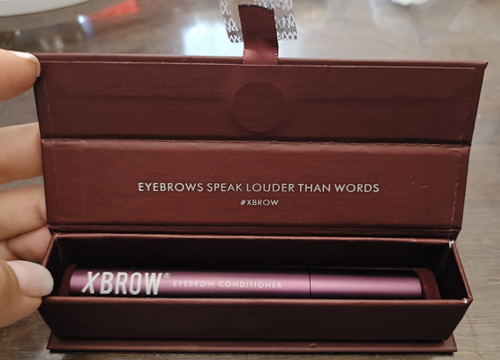 EYEBROWS SPEAK LOUDER THAN WORDS
#XBROW
XBROW® EYEBROW CONDITIONER